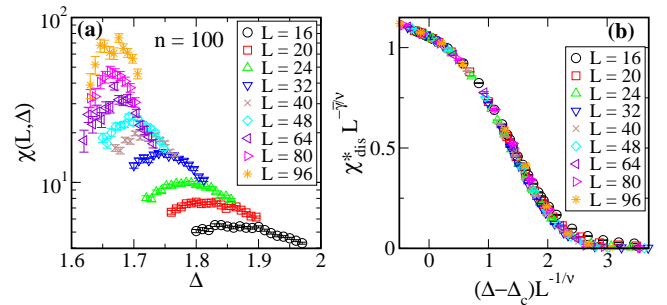 (a)
n = 100
L = 16
L = 20
L = 24
L = 32
L = 40
L = 48
L = 64
L = 80
L = 96
χ(L,Δ)
10¹
1.6
1.7
1.8
1.9
2
Δ
(b)
L = 16
L = 20
L = 24
L = 32
L = 40
L = 48
L = 64
L = 80
L = 96
χ*dis L^−γ̅/ν
1
0.5
0
0
1
2
3
(Δ−Δc)L^−1/ν